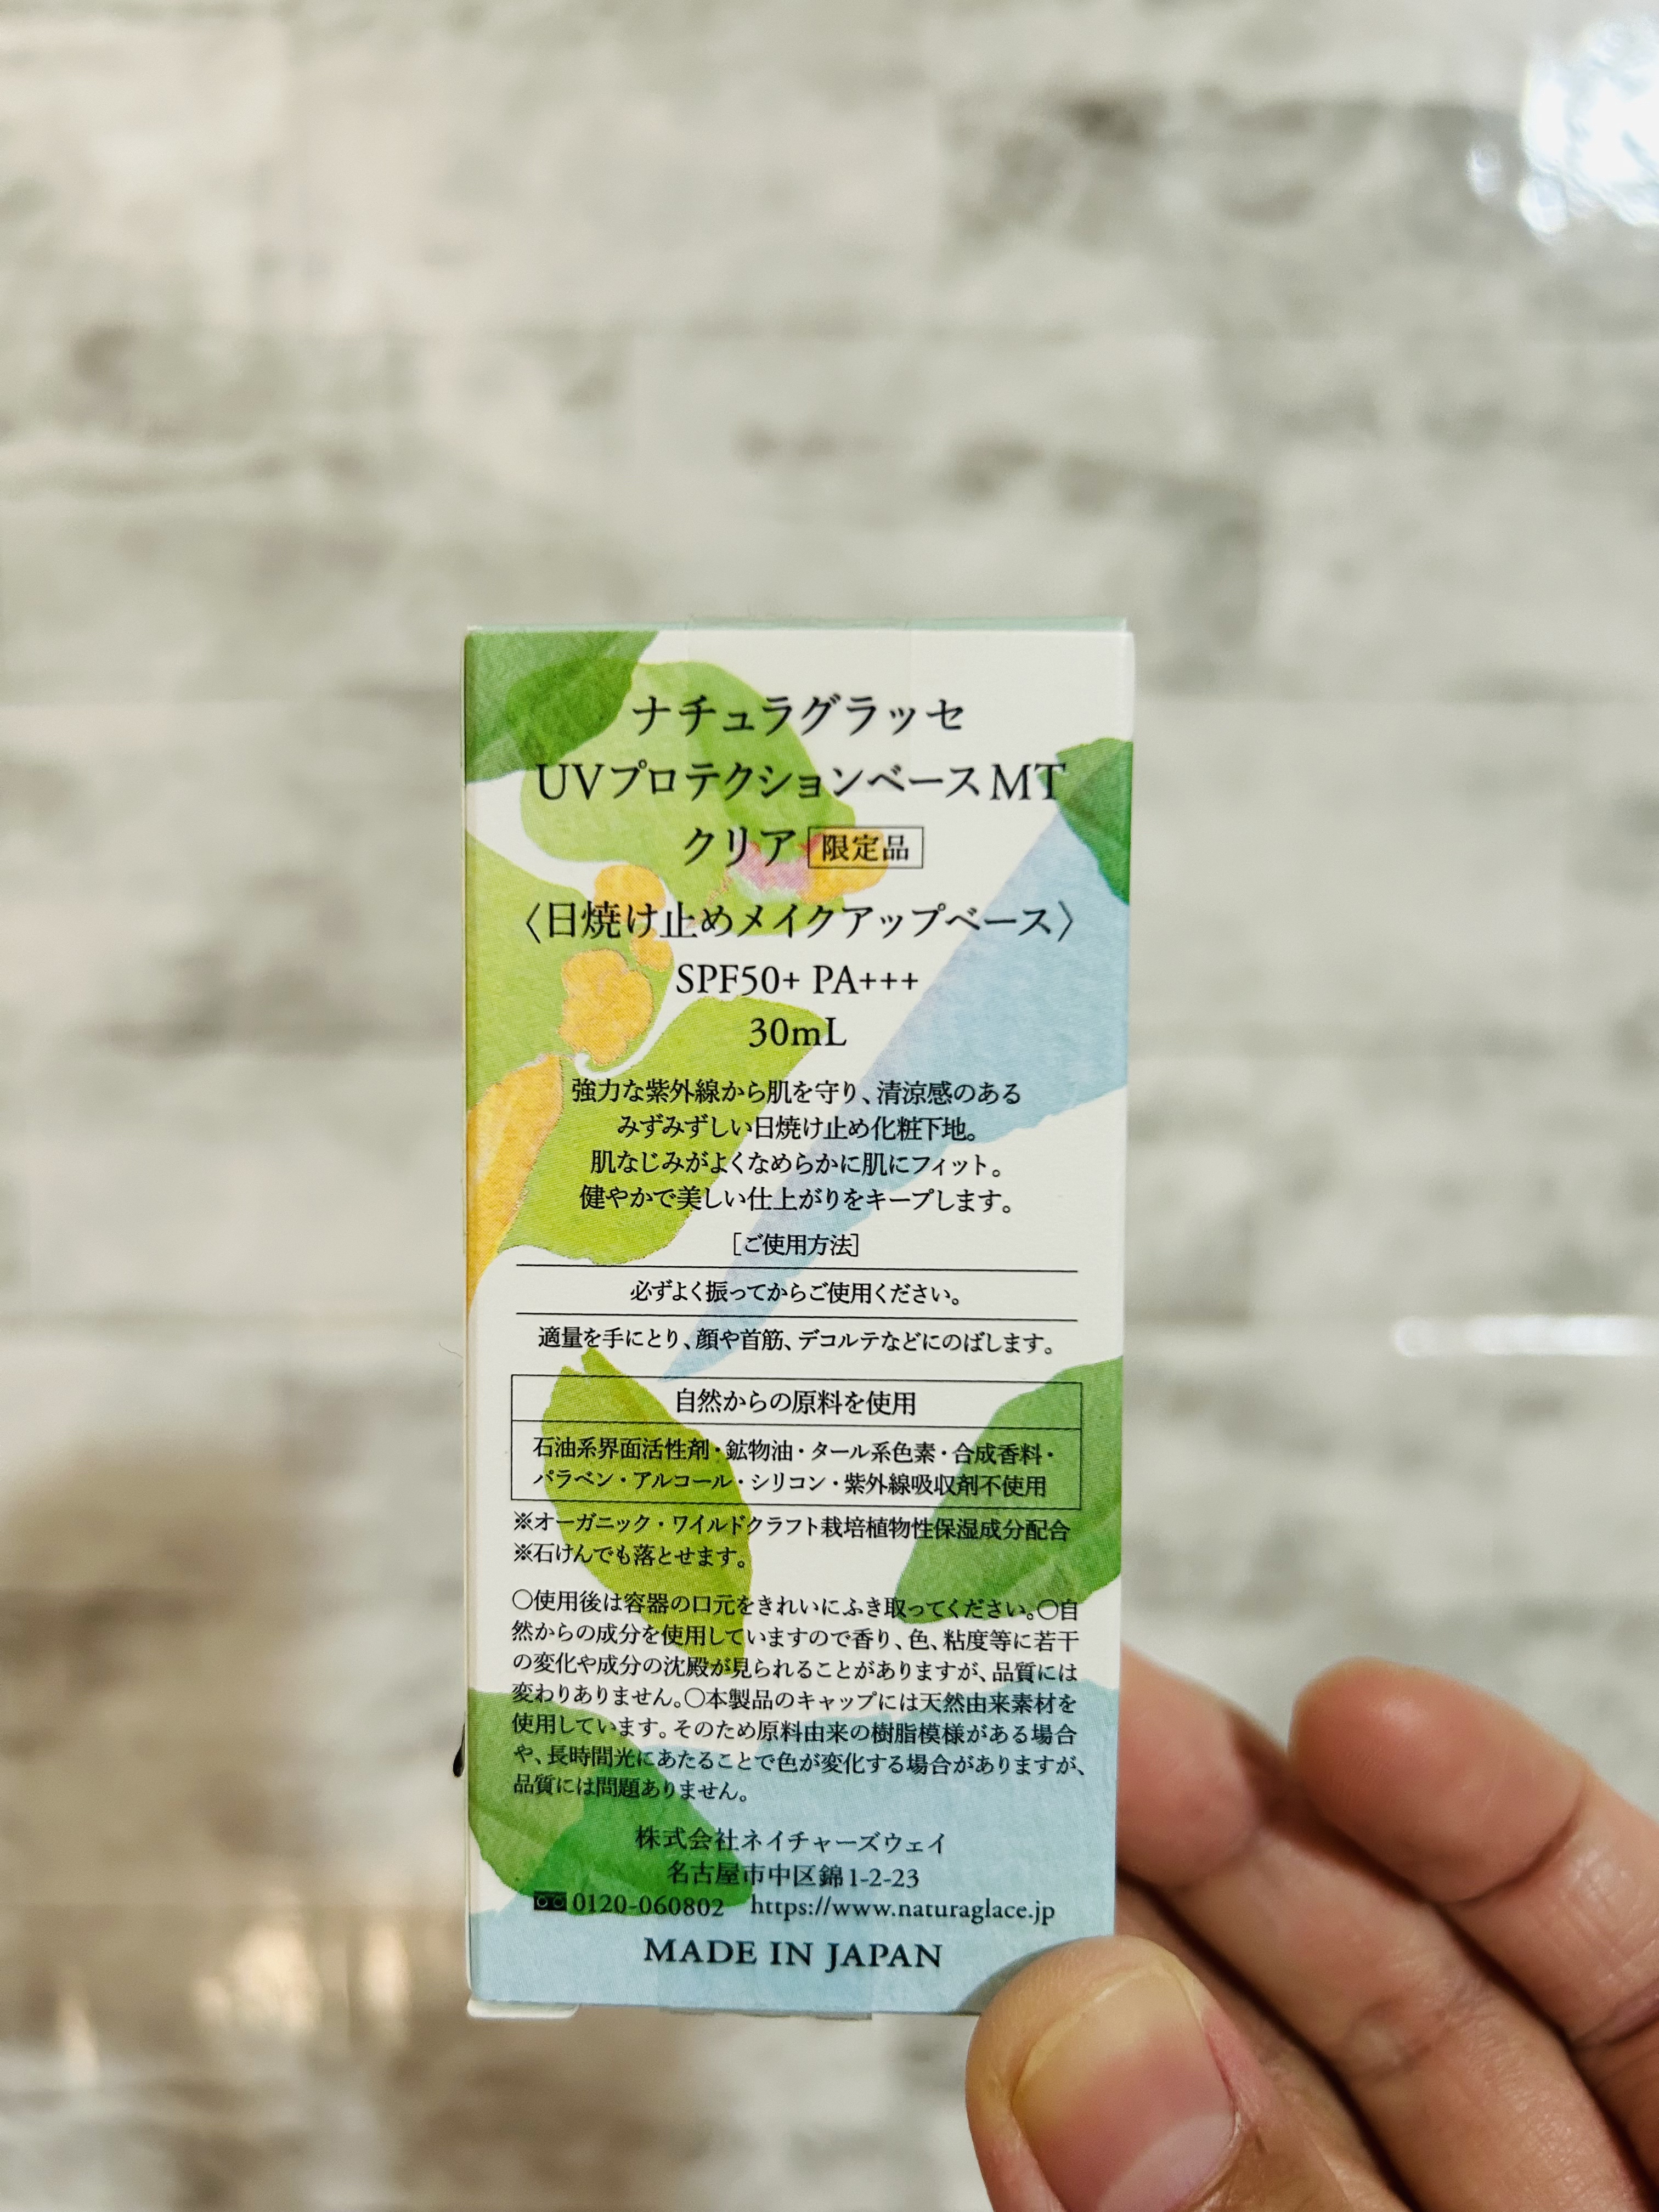 ナチュラグラッセ
UVプロテクションベースMT
クリア 限定品
〈日焼け止めメイクアップベース〉
SPF50+ PA+++
30mL
強力な紫外線から肌を守り、清涼感のある
みずみずしい日焼け止め化粧下地。
肌なじみがよくなめらかに肌にフィット。
健やかで美しい仕上がりをキープします。
［ご使用方法］
必ずよく振ってからご使用ください。
適量を手にとり、顔や首筋、デコルテなどにのばします。
自然からの原料を使用
石油系界面活性剤・鉱物油・タール系色素・合成香料・
パラベン・アルコール・シリコン・紫外線吸収剤不使用
※オーガニック・ワイルドクラフト栽培植物性保湿成分配合
※石けんでも落とせます。
〇使用後は容器の口元をきれいにふき取ってください。〇自
然からの成分を使用していますので香り、色、粘度等に若干
の変化や成分の沈殿が見られることがありますが、品質には
変わりありません。〇本製品のキャップには天然由来素材を
使用しています。そのため原料由来の樹脂模様がある場合
や、長時間光にあたることで色が変化する場合がありますが、
品質には問題ありません。
株式会社ネイチャーズウェイ
名古屋市中区錦1-2-23
0120-060802 https://www.naturaglace.jp
MADE IN JAPAN